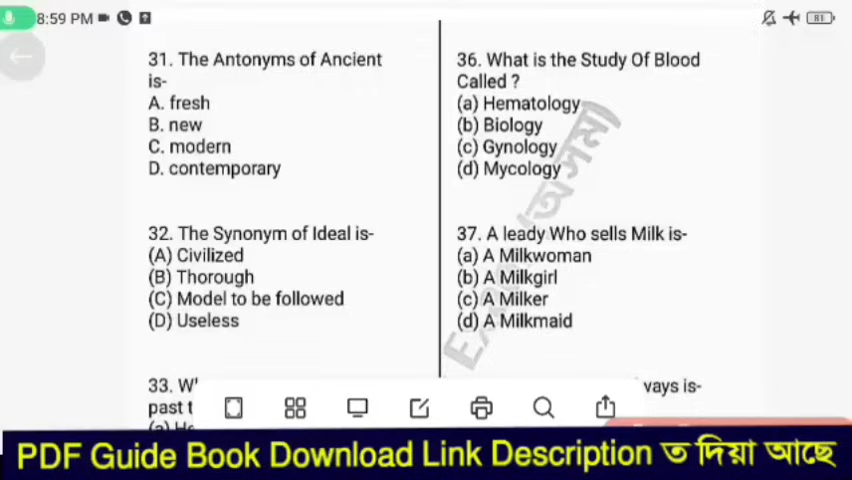 8:59 PM
81
31. The Antonyms of Ancient
is-
A. fresh
B. new
C. modern
D. contemporary
32. The Synonym of Ideal is-
(A) Civilized
(B) Thorough
(C) Model to be followed
(D) Useless
33. W
past t
36. What is the Study Of Blood
Called ?
(a) Hematology
(b) Biology
(c) Gynology
(d) Mycology
37. A leady Who sells Milk is-
(a) A Milkwoman
(b) A Milkgirl
(c) A Milker
(d) A Milkmaid
ways is-
PDF Guide Book Download Link Description ত দিয়া আছে